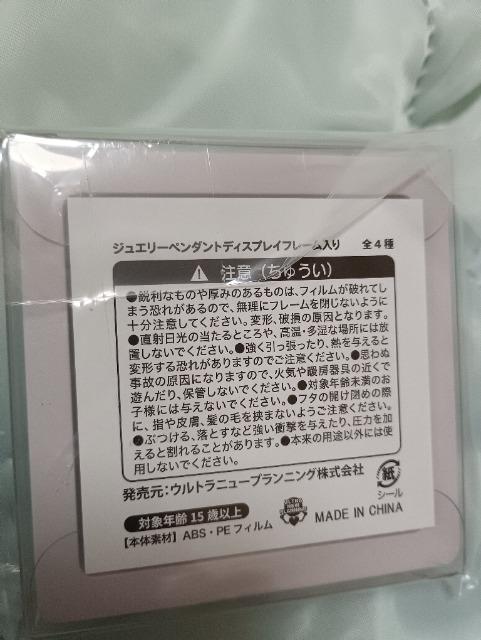 ジュエリーペンダントディスプレイフレーム入り 全4種
注意（ちゅうい）
●鋭利なものや厚みのあるものは、フィルムが破れてし
まう恐れがあるので、無理にフレームを閉じないように
十分注意してください。変形、破損の原因となります。
●直射日光の当たるところや、高温・多湿な場所には放
置しないでください。●強く引っ張ったり、熱を与えると
変形する恐れがありますのでご注意ください。●思わぬ
事故の原因になりますので、火気や暖房器具の近くで
遊んだり、保管しないでください。●対象年齢未満のお
子様には与えないでください。●フタの開け閉めの際
に、指や皮膚、髪の毛を挟まないようご注意ください。
●ぶつける、落とすなど強い衝撃を与えたり、圧力を加
えると割れることがあります。●本来の用途以外には使
用しないでください。
発売元：ウルトラニュープランニング株式会社
紙
シール
対象年齢15歳以上
ULTRA NEW PLANNING
MADE IN CHINA
【本体素材】ABS・PEフィルム